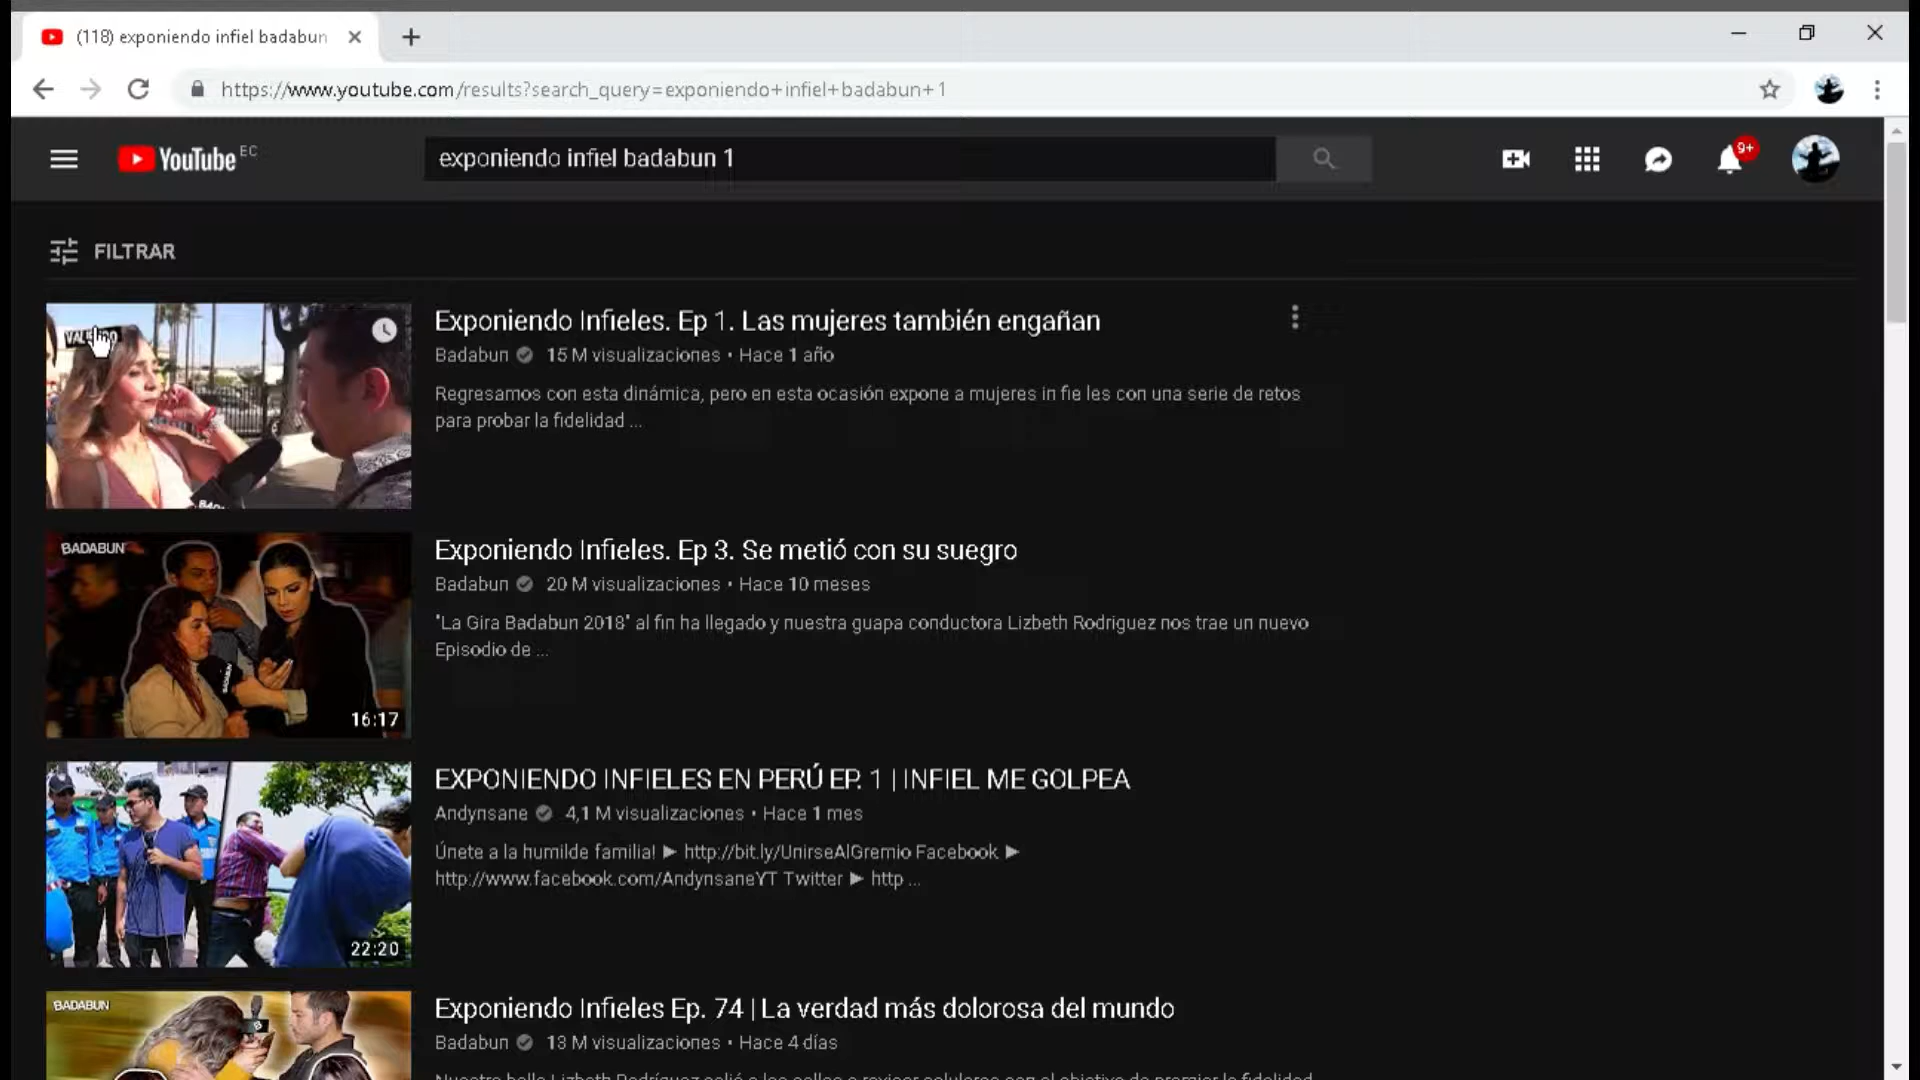 (118) exponiendo infiel badabun
https://www.youtube.com/results?search_query=exponiendo+infiel+badabun+1
YouTube EC
exponiendo infiel badabun 1
9+
FILTRAR
Exponiendo Infieles. Ep 1. Las mujeres también engañan
Badabun 15 M visualizaciones • Hace 1 año
Regresamos con esta dinámica, pero en esta ocasión expone a mujeres in fie les con una serie de retos
para probar la fidelidad ...
BADABUN
16:17
Exponiendo Infieles. Ep 3. Se metió con su suegro
Badabun 20 M visualizaciones • Hace 10 meses
"La Gira Badabun 2018" al fin ha llegado y nuestra guapa conductora Lizbeth Rodriguez nos trae un nuevo
Episodio de ...
22:20
EXPONIENDO INFIELES EN PERÚ EP. 1 | INFIEL ME GOLPEA
Andynsane 4,1 M visualizaciones • Hace 1 mes
Únete a la humilde familia! ► http://bit.ly/UnirseAlGremio Facebook ►
http://www.facebook.com/AndynsaneYT Twitter ► http ...
BADABUN
Exponiendo Infieles Ep. 74 | La verdad más dolorosa del mundo
Badabun 13 M visualizaciones • Hace 4 días